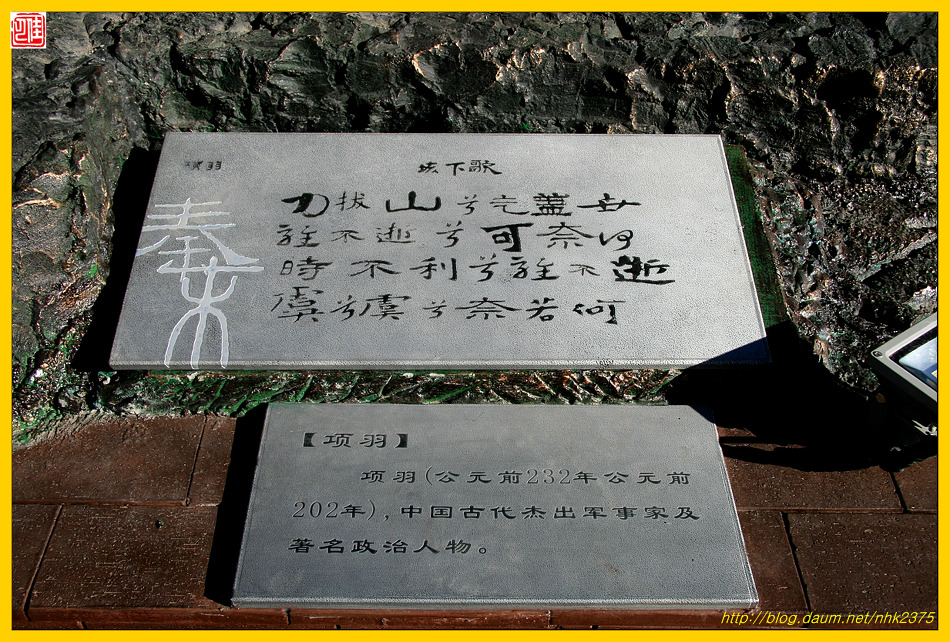 项羽
垓下歌
秦
力拔山兮气蓋世
骓不逝兮可奈何
時不利兮骓不逝
虞兮虞兮奈若何
【项羽】
项羽(公元前232年公元前
202年),中国古代杰出军事家及
著名政治人物。
http://blog.daum.net/nhk2375